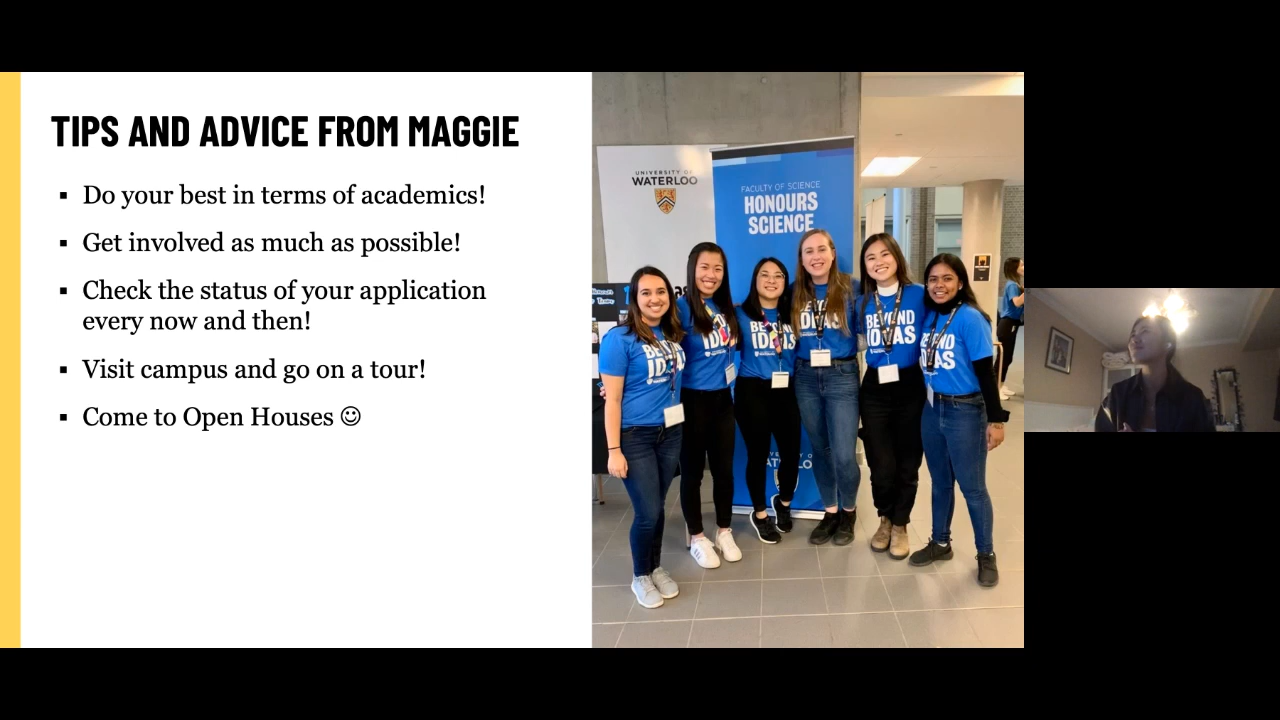 TIPS AND ADVICE FROM MAGGIE
▪ Do your best in terms of academics!
▪ Get involved as much as possible!
▪ Check the status of your application
every now and then!
▪ Visit campus and go on a tour!
▪ Come to Open Houses ☺
UNIVERSITY OF
WATERLOO
FACULTY OF SCIENCE
HONOURS
SCIENCE
BEYOND
IDEAS
BEYOND
IDEAS